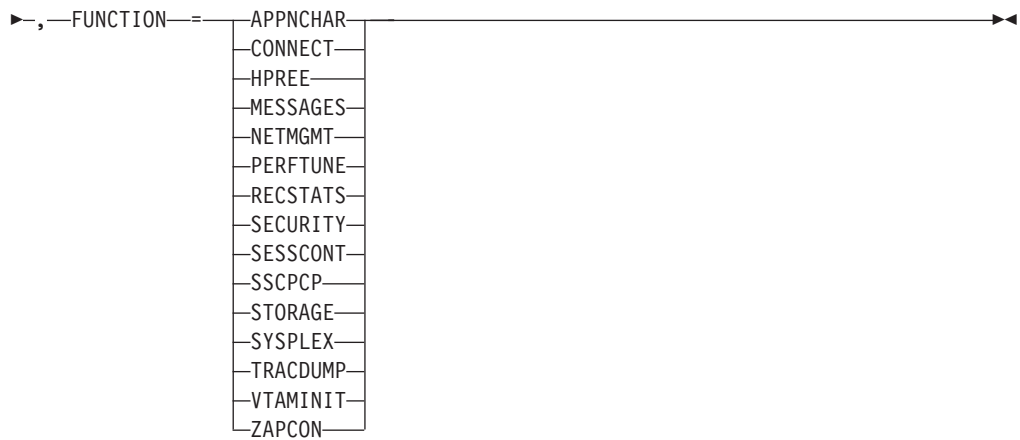 , FUNCTION = APPNCHAR
CONNECT
HPREE
MESSAGES
NETMGMT
PERFTUNE
RECSTATS
SECURITY
SESSCONT
SSCPCP
STORAGE
SYSPLEX
TRACDUMP
VTAMINIT
ZAPCON